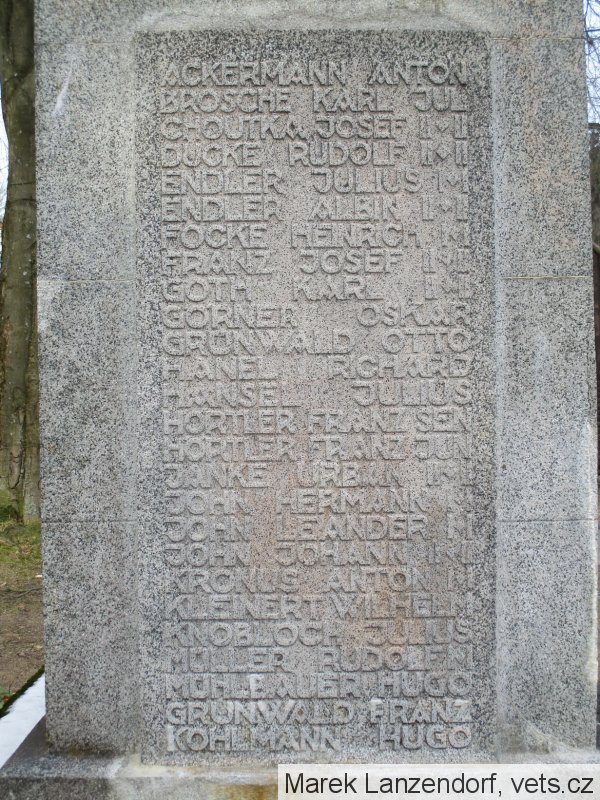 ACKERMANN ANTON
BROSCHE KARL JUL
CHOUTKA JOSEF
DUCKE RUDOLF
ENDLER JULIUS
ENDLER ALBIN
FOCKE HEINRICH
FRANZ JOSEF
GOTH KARL
GÖRNER OSKAR
GRÜNWALD OTTO
HANEL RICHARD
HANSEL JULIUS
HORTLER FRANZ SEN
HORTLER FRANZ JUN
JANKE URBAN
JOHN HERMANN
JOHN LEANDER
JOHN JOHANN
KRONUS ANTON
KLEINERT WILHELM
KNOBLOCH JULIUS
MÜLLER RUDOLF
MÜHLBAUER HUGO
GRÜNWALD FRANZ
KOHLMANN HUGO
Marek Lanzendorf, vets.cz